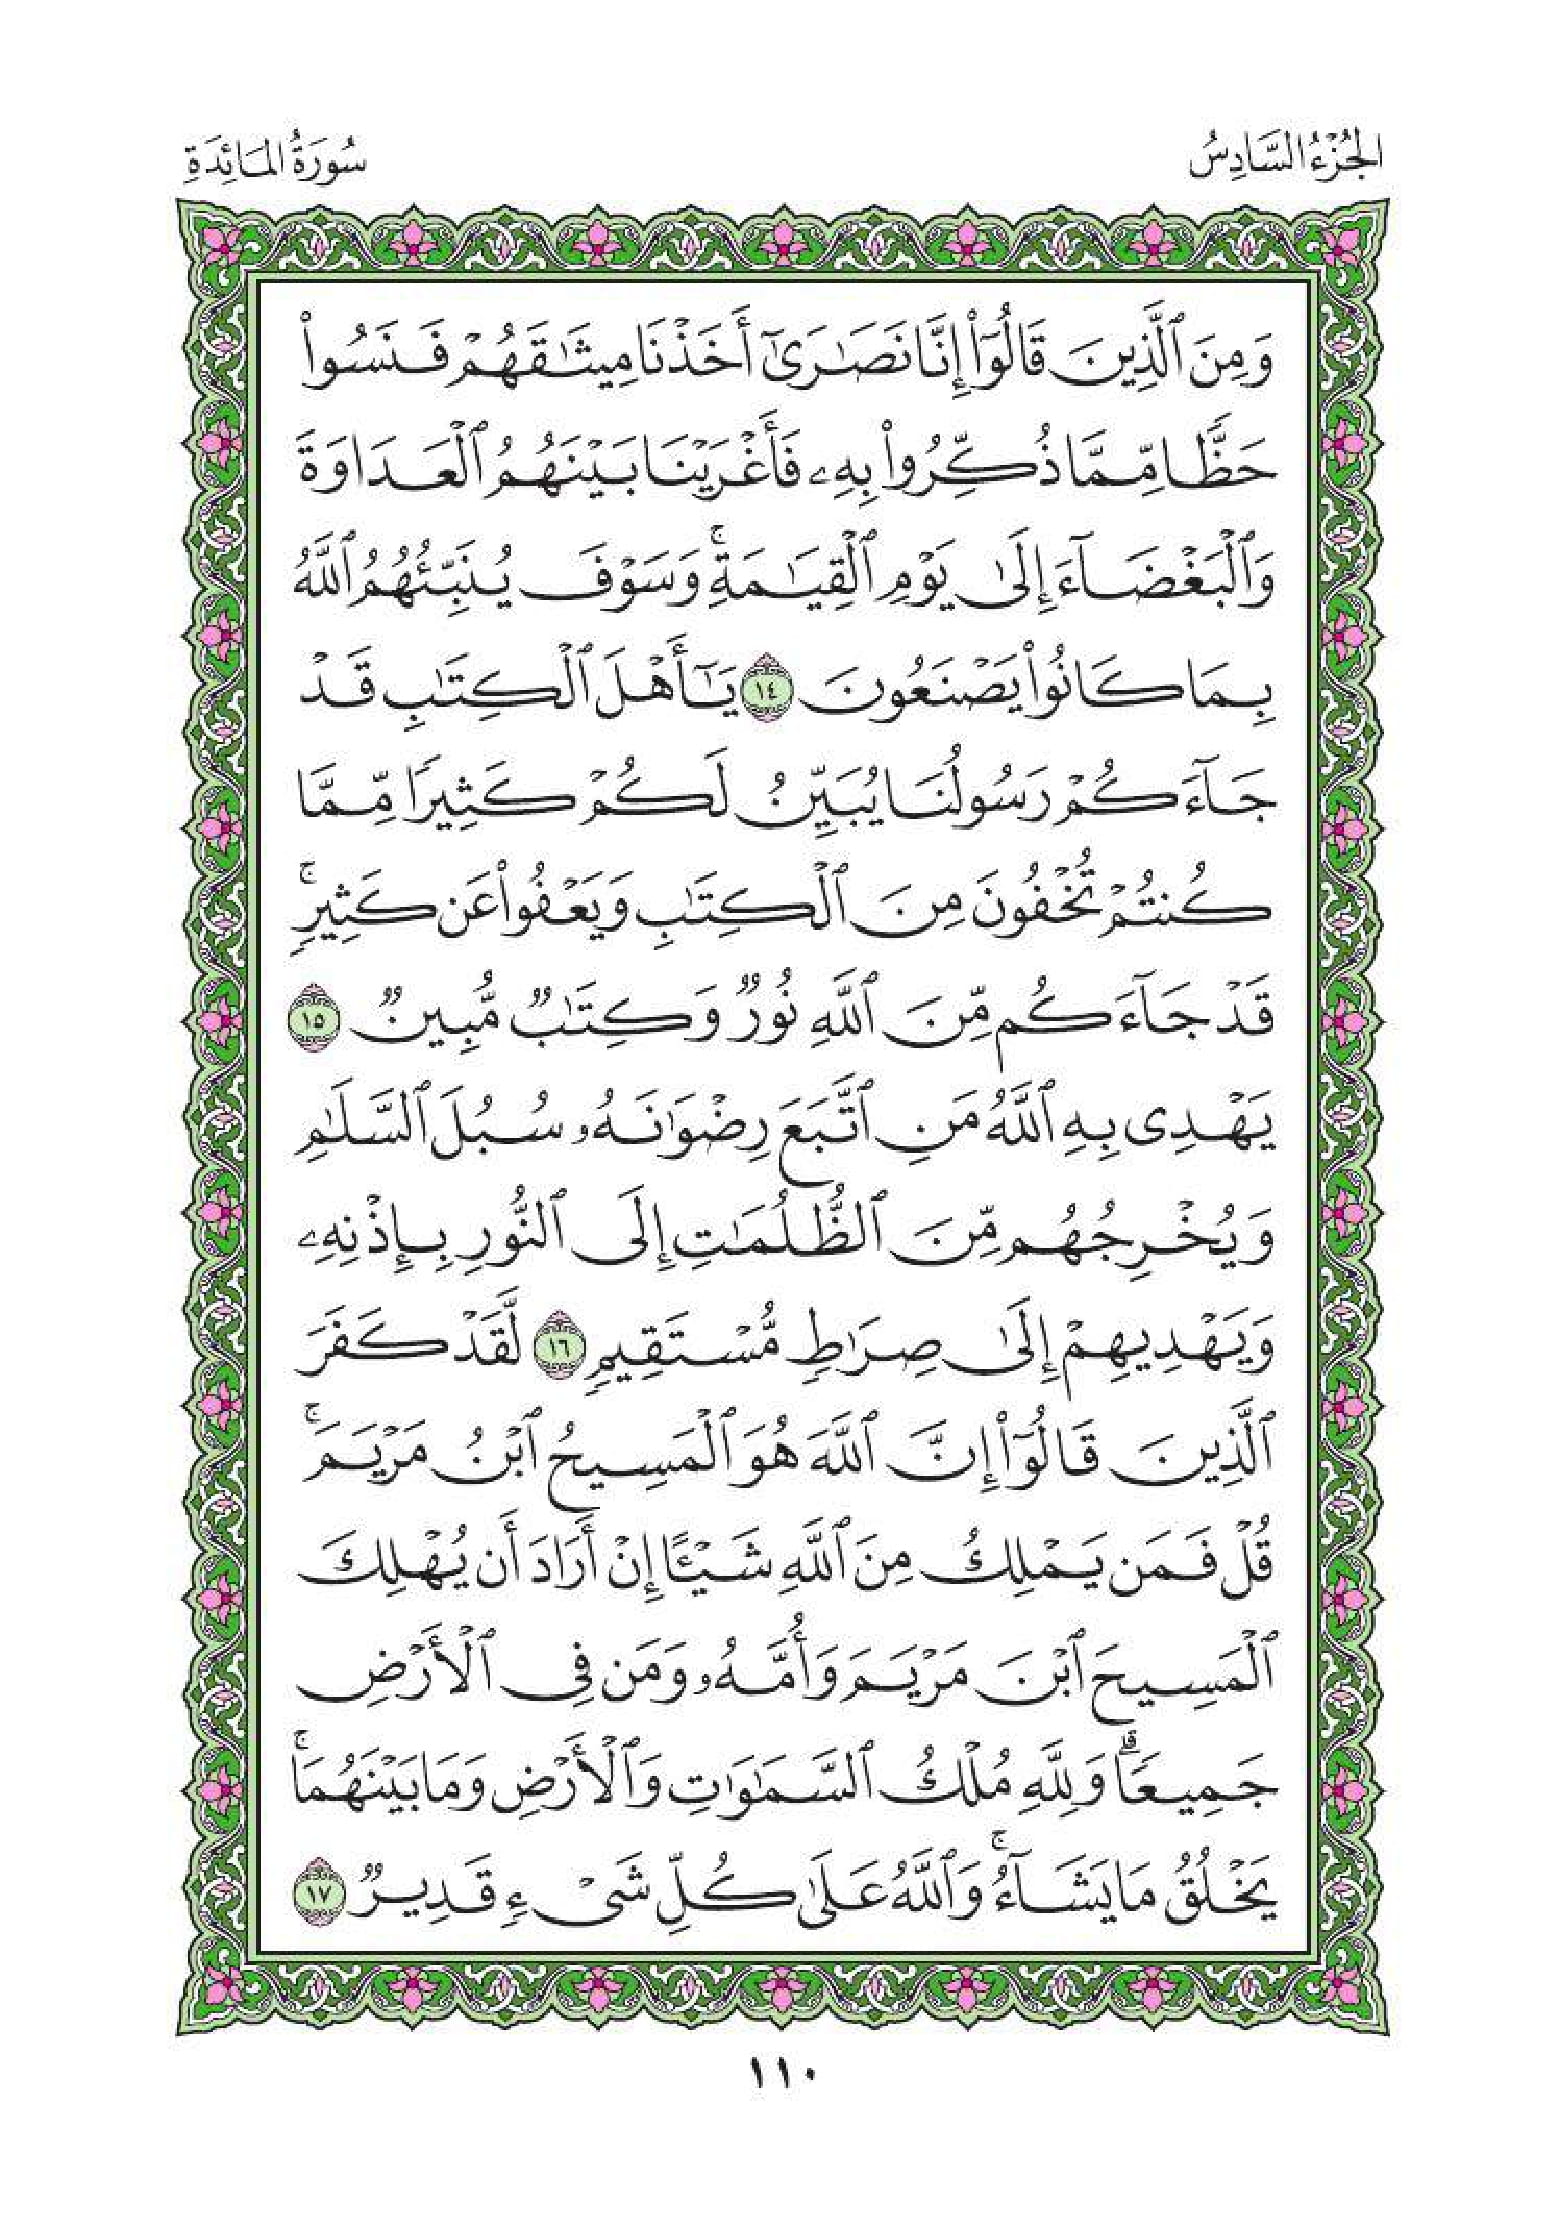 الجُزْءُ السَّادِسُ
سُورَةُ المَائِدَةِ
وَمِنَ ٱلَّذِينَ قَالُوٓا۟ إِنَّا نَصَـٰرَىٰٓ أَخَذْنَا مِيثَـٰقَهُمْ فَنَسُوا۟
حَظًّا مِّمَّا ذُكِّرُوا۟ بِهِۦ فَأَغْرَيْنَا بَيْنَهُمُ ٱلْعَدَاوَةَ
وَٱلْبَغْضَآءَ إِلَىٰ يَوْمِ ٱلْقِيَـٰمَةِ ۚ وَسَوْفَ يُنَبِّئُهُمُ ٱللَّهُ
بِمَا كَانُوا۟ يَصْنَعُونَ ١٤ يَـٰٓأَهْلَ ٱلْكِتَـٰبِ قَدْ
جَآءَكُمْ رَسُولُنَا يُبَيِّنُ لَكُمْ كَثِيرًا مِّمَّا
كُنتُمْ تُخْفُونَ مِنَ ٱلْكِتَـٰبِ وَيَعْفُوا۟ عَن كَثِيرٍ ۚ
قَدْ جَآءَكُم مِّنَ ٱللَّهِ نُورٌ وَكِتَـٰبٌ مُّبِينٌ ١٥
يَهْدِى بِهِ ٱللَّهُ مَنِ ٱتَّبَعَ رِضْوَٰنَهُۥ سُبُلَ ٱلسَّلَـٰمِ
وَيُخْرِجُهُم مِّنَ ٱلظُّلُمَـٰتِ إِلَى ٱلنُّورِ بِإِذْنِهِۦ
وَيَهْدِيهِمْ إِلَىٰ صِرَٰطٍ مُّسْتَقِيمٍ ١٦ لَّقَدْ كَفَرَ
ٱلَّذِينَ قَالُوٓا۟ إِنَّ ٱللَّهَ هُوَ ٱلْمَسِيحُ ٱبْنُ مَرْيَمَ ۚ
قُلْ فَمَن يَمْلِكُ مِنَ ٱللَّهِ شَيْـًٔا إِنْ أَرَادَ أَن يُهْلِكَ
ٱلْمَسِيحَ ٱبْنَ مَرْيَمَ وَأُمَّهُۥ وَمَن فِى ٱلْأَرْضِ
جَمِيعًا ۗ وَلِلَّهِ مُلْكُ ٱلسَّمَـٰوَٰتِ وَٱلْأَرْضِ وَمَا بَيْنَهُمَا ۚ
يَخْلُقُ مَا يَشَآءُ ۚ وَٱللَّهُ عَلَىٰ كُلِّ شَىْءٍ قَدِيرٌ ١٧
١١٠